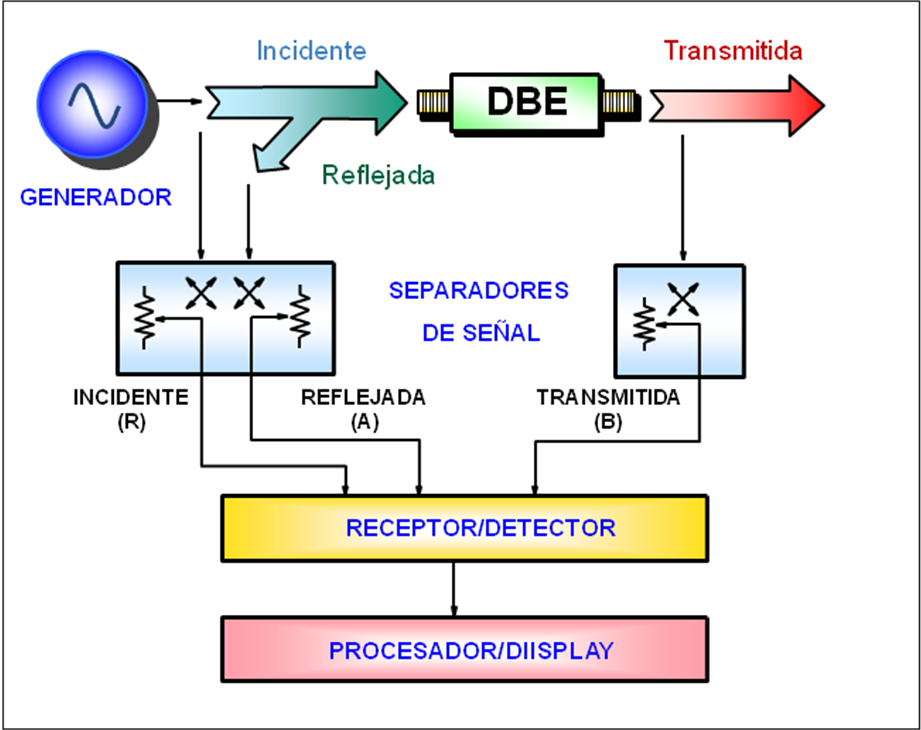 Incidente
Transmitida
DBE
Reflejada
GENERADOR
SEPARADORES
DE SEÑAL
INCIDENTE
(R)
REFLEJADA
(A)
TRANSMITIDA
(B)
RECEPTOR/DETECTOR
PROCESADOR/DIISPLAY